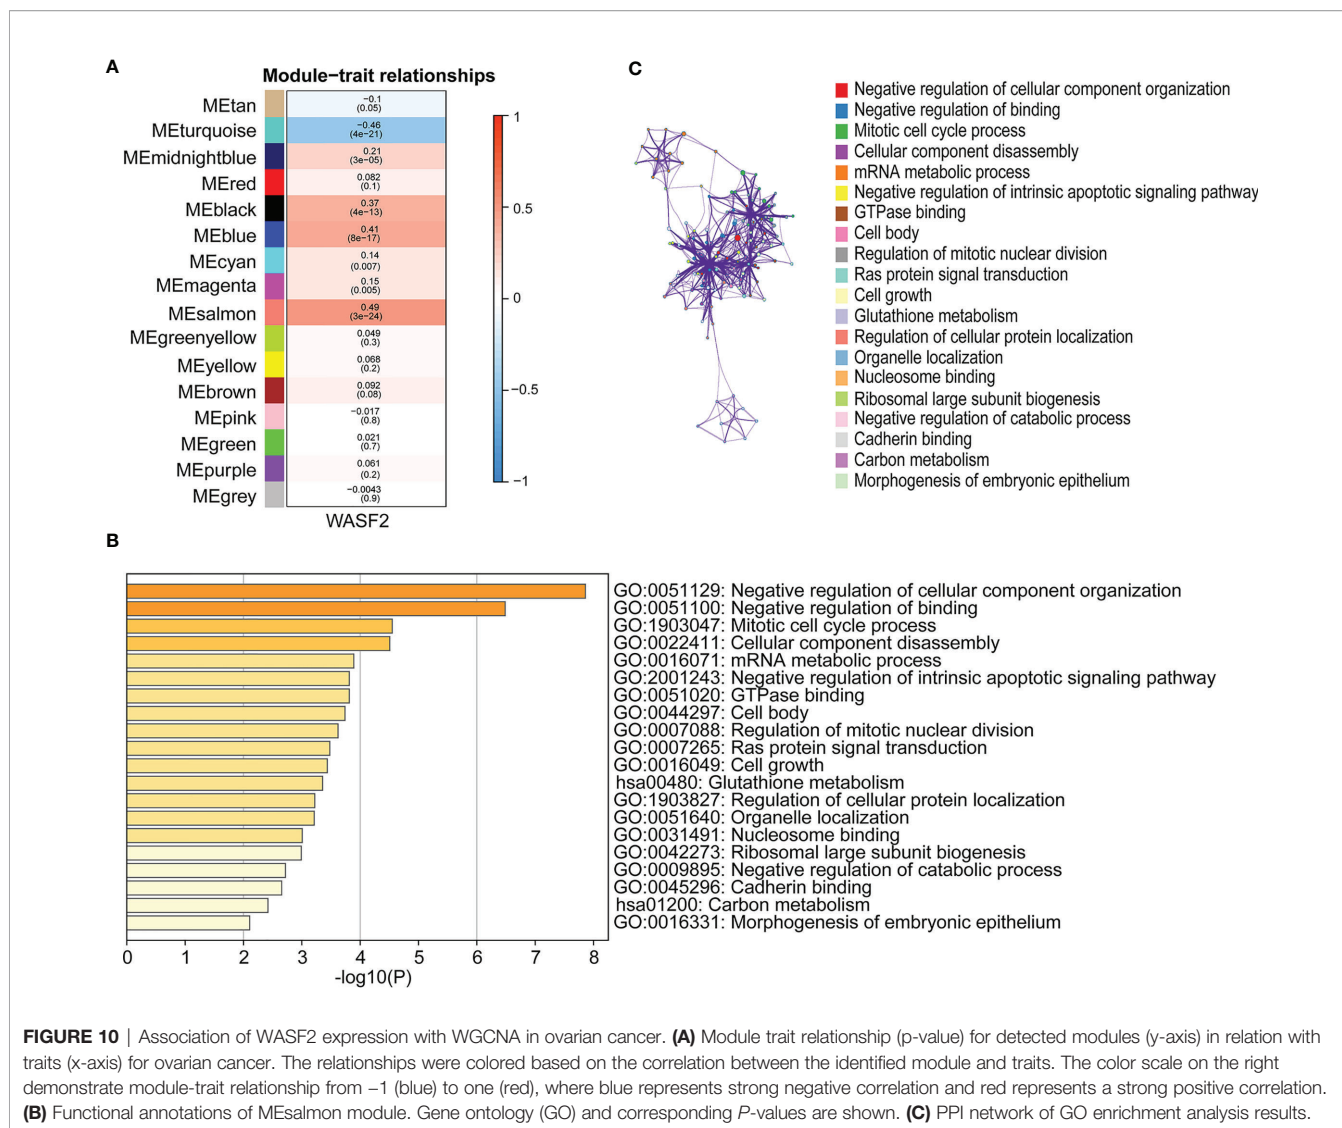 A
Module−trait relationships
MEtan
−0.1
(0.05)
MEturquoise
−0.46
(4e−21)
MEmidnightblue
0.21
(3e−05)
MEred
0.082
(0.1)
MEblack
0.37
(4e−13)
MEblue
0.41
(8e−17)
MEcyan
0.14
(0.007)
MEmagenta
0.15
(0.005)
MEsalmon
0.49
(3e−24)
MEgreenyellow
0.049
(0.3)
MEyellow
0.068
(0.2)
MEbrown
0.092
(0.08)
MEpink
−0.017
(0.8)
MEgreen
0.021
(0.7)
MEpurple
0.061
(0.2)
MEgrey
−0.0043
(0.9)
WASF2
1
0.5
0
−0.5
−1
C
Negative regulation of cellular component organization
Negative regulation of binding
Mitotic cell cycle process
Cellular component disassembly
mRNA metabolic process
Negative regulation of intrinsic apoptotic signaling pathway
GTPase binding
Cell body
Regulation of mitotic nuclear division
Ras protein signal transduction
Cell growth
Glutathione metabolism
Regulation of cellular protein localization
Organelle localization
Nucleosome binding
Ribosomal large subunit biogenesis
Negative regulation of catabolic process
Cadherin binding
Carbon metabolism
Morphogenesis of embryonic epithelium
B
GO:0051129: Negative regulation of cellular component organization
GO:0051100: Negative regulation of binding
GO:1903047: Mitotic cell cycle process
GO:0022411: Cellular component disassembly
GO:0016071: mRNA metabolic process
GO:2001243: Negative regulation of intrinsic apoptotic signaling pathway
GO:0051020: GTPase binding
GO:0044297: Cell body
GO:0007088: Regulation of mitotic nuclear division
GO:0007265: Ras protein signal transduction
GO:0016049: Cell growth
hsa00480: Glutathione metabolism
GO:1903827: Regulation of cellular protein localization
GO:0051640: Organelle localization
GO:0031491: Nucleosome binding
GO:0042273: Ribosomal large subunit biogenesis
GO:0009895: Negative regulation of catabolic process
GO:0045296: Cadherin binding
hsa01200: Carbon metabolism
GO:0016331: Morphogenesis of embryonic epithelium
0 1 2 3 4 5 6 7 8
-log10(P)
FIGURE 10 | Association of WASF2 expression with WGCNA in ovarian cancer. (A) Module trait relationship (p-value) for detected modules (y-axis) in relation with
traits (x-axis) for ovarian cancer. The relationships were colored based on the correlation between the identified module and traits. The color scale on the right
demonstrate module-trait relationship from −1 (blue) to one (red), where blue represents strong negative correlation and red represents a strong positive correlation.
(B) Functional annotations of MEsalmon module. Gene ontology (GO) and corresponding P-values are shown. (C) PPI network of GO enrichment analysis results.